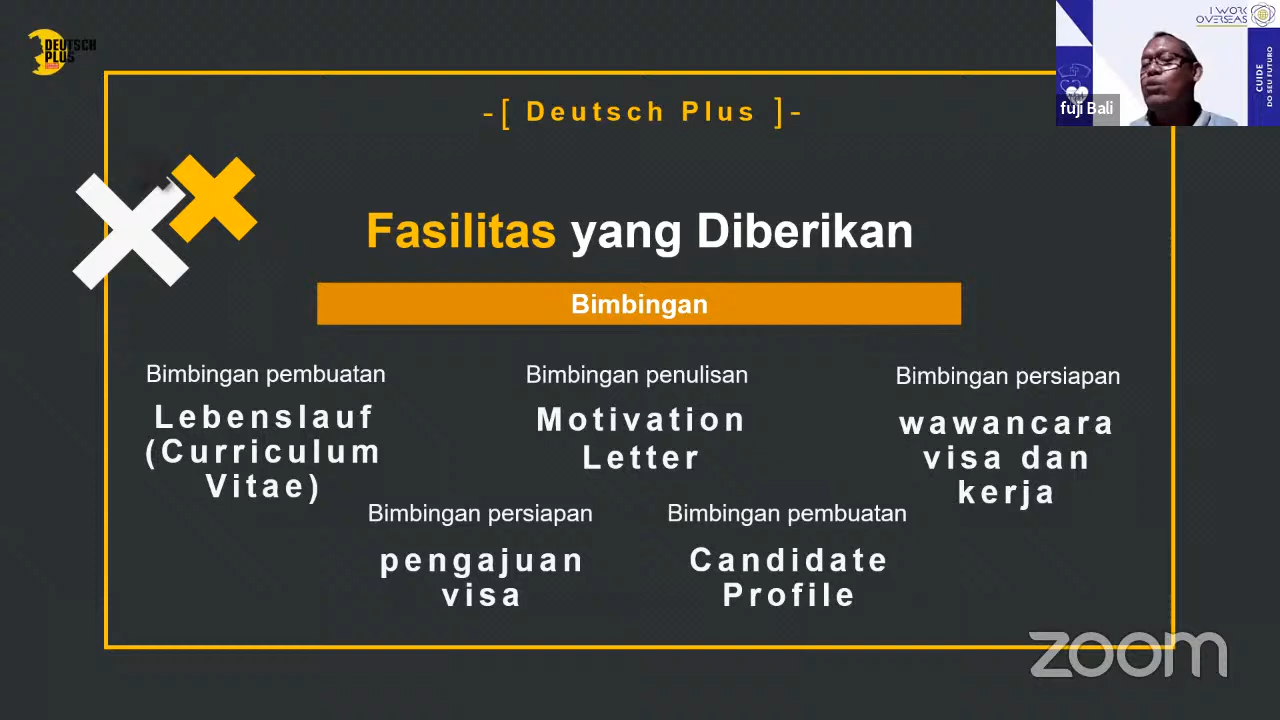 DEUTSCH
PLUS
-[ Deutsch Plus ]-
I WORK
OVERSEAS
CUIDE
DO SEU FUTURO
fuji Bali
Fasilitas yang Diberikan
Bimbingan
Bimbingan pembuatan
Lebenslauf
(Curriculum
Vitae)
Bimbingan penulisan
Motivation
Letter
Bimbingan persiapan
wawancara
visa dan
kerja
Bimbingan persiapan
pengajuan
visa
Bimbingan pembuatan
Candidate
Profile
zoom